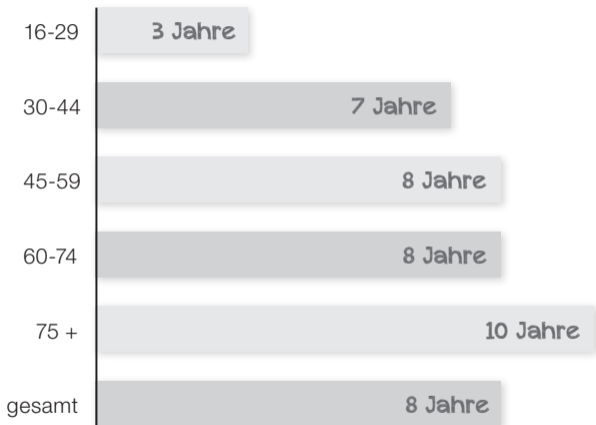 16-29 3 Jahre
30-44 7 Jahre
45-59 8 Jahre
60-74 8 Jahre
75 + 10 Jahre
gesamt 8 Jahre